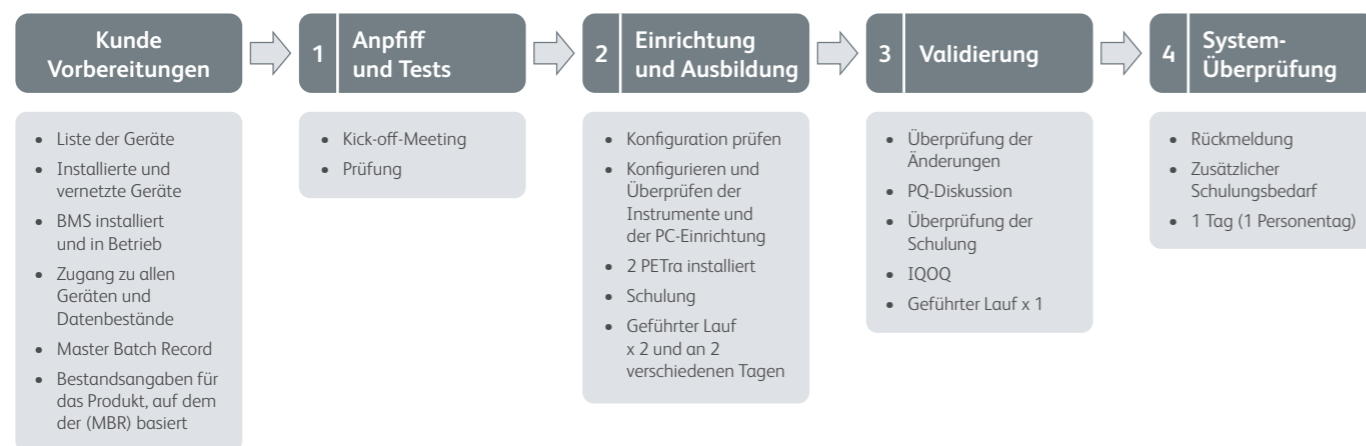 Kunde
Vorbereitungen
1
Anpfiff
und Tests
2
Einrichtung
und Ausbildung
3
Validierung
4
System-
Überprüfung
• Liste der Geräte
• Installierte und
vernetzte Geräte
• BMS installiert
und in Betrieb
• Zugang zu allen
Geräten und
Datenbestände
• Master Batch Record
• Bestandsangaben für
das Produkt, auf dem
der (MBR) basiert
• Kick-off-Meeting
• Prüfung
• Konfiguration prüfen
• Konfigurieren und
Überprüfen der
Instrumente und
der PC-Einrichtung
• 2 PETra installiert
• Schulung
• Geführter Lauf
x 2 und an 2
verschiedenen Tagen
• Überprüfung der
Änderungen
• PQ-Diskussion
• Überprüfung der
Schulung
• IQOQ
• Geführter Lauf x 1
• Rückmeldung
• Zusätzlicher
Schulungsbedarf
• 1 Tag (1 Personentag)